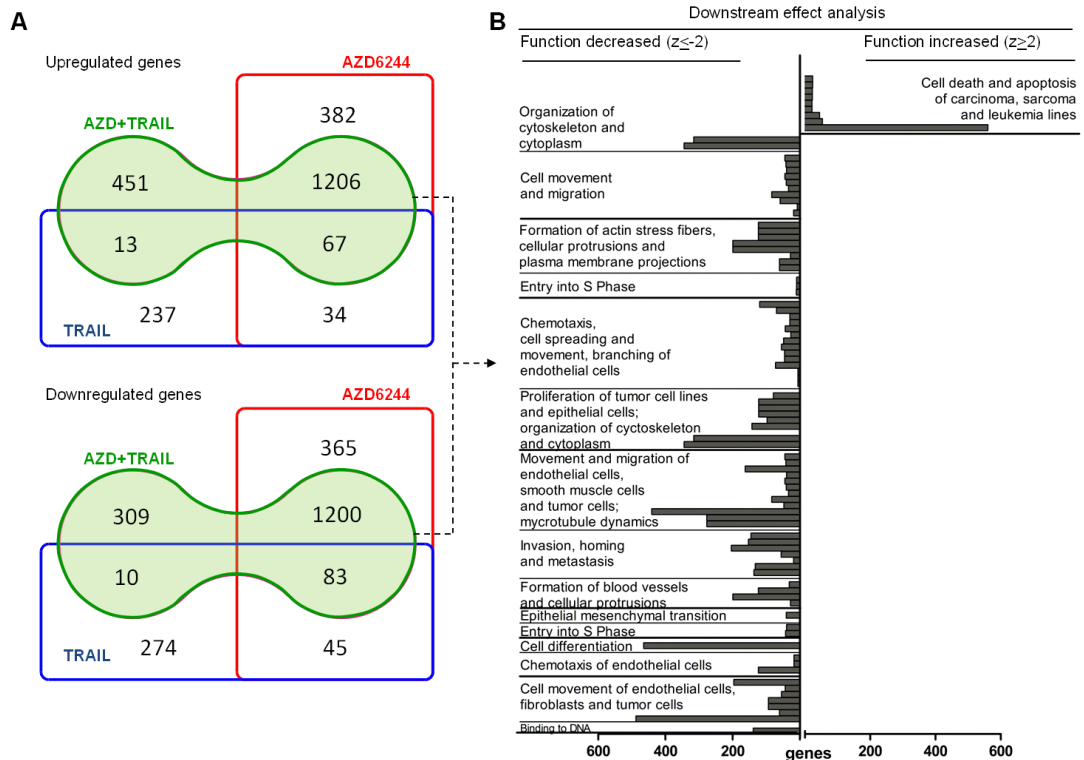 A
Upregulated genes
AZD6244
AZD+TRAIL
382
451
1206
13
67
237
34
TRAIL
Downregulated genes
AZD6244
AZD+TRAIL
365
309
1200
10
83
274
45
TRAIL
B
Downstream effect analysis
Function decreased (z≤-2)
Function increased (z≥2)
Cell death and apoptosis
of carcinoma, sarcoma
and leukemia lines
Organization of
cytoskeleton and
cytoplasm
Cell movement
and migration
Formation of actin stress fibers,
cellular protrusions and
plasma membrane projections
Entry into S Phase
Chemotaxis,
cell spreading and
movement, branching of
endothelial cells
Proliferation of tumor cell lines
and epithelial cells;
organization of cyctoskeleton
and cytoplasm
Movement and migration of
endothelial cells,
smooth muscle cells
and tumor cells;
mycrotubule dynamics
Invasion, homing
and metastasis
Formation of blood vessels
and cellular protrusions
Epithelial mesenchymal transition
Entry into S Phase
Cell differentiation
Chemotaxis of endothelial cells
Cell movement of endothelial cells,
fibroblasts and tumor cells
Binding to DNA
600 400 200 genes 200 400 600